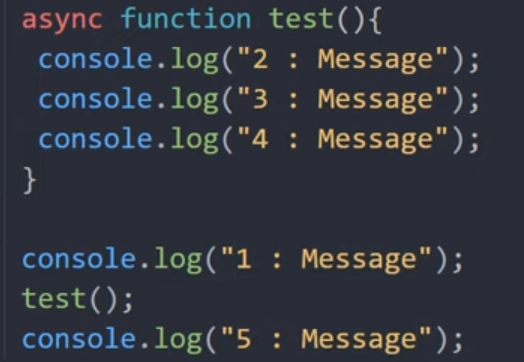 async function test(){
 console.log("2 : Message");
 console.log("3 : Message");
 console.log("4 : Message");
}

console.log("1 : Message");
test();
console.log("5 : Message");